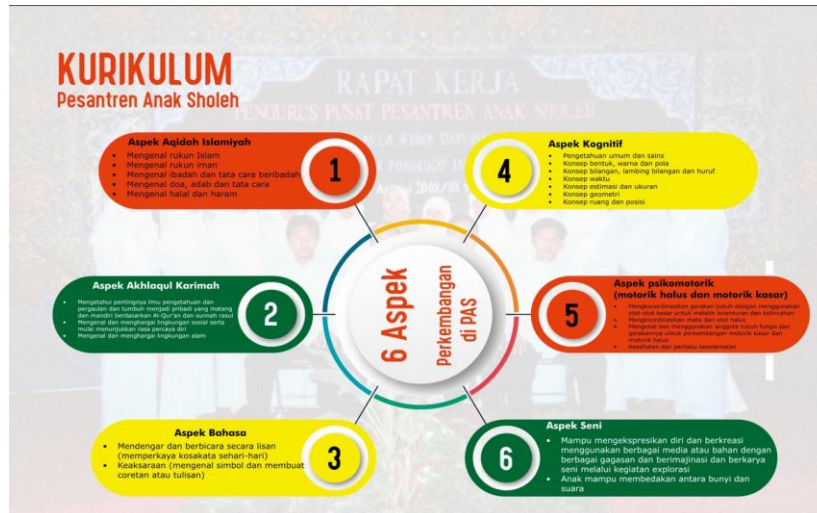 KURIKULUM
Pesantren Anak Sholeh
RAPAT KERJA
PENGURUS PUSAT PESANTREN ANAK SHOLEH
Aspek Aqidah Islamiyah
• Mengenal rukun Islam
• Mengenal rukun iman
• Mengenal ibadah dan tata cara beribadah
• Mengenal doa, adab dan tata cara
• Mengenal halal dan haram
1
Aspek Akhlaqul Karimah
• Mengetahui pentingnya ilmu pengetahuan dan
pergaulan dan tumbuh menjadi pribadi yang matang
dan mandiri berdasarkan Al-Qur'an dan sunnah rasul
• Mengenal dan menghargai lingkungan sosial serta
mulai menunjukkan rasa percaya diri
• Mengenal dan menghargai lingkungan alam
2
Aspek Bahasa
• Mendengar dan berbicara secara lisan
(memperkaya kosakata sehari-hari)
• Keaksaraan (mengenal simbol dan membuat
coretan atau tulisan)
3
6 Aspek
Perkembangan
di PAS
Aspek Kognitif
• Pengetahuan umum dan sains
• Konsep bentuk, warna dan pola
• Konsep bilangan, lambing bilangan dan huruf
• Konsep waktu
• Konsep estimasi dan ukuran
• Konsep geometri
• Konsep ruang dan posisi
4
Aspek psikomotorik
(motorik halus dan motorik kasar)
• Mengkoordinasikan gerakan tubuh dengan menggunakan
otot-otot besar untuk melatih kelenturan dan kelincahan
• Mengkoordinasikan mata dan otot halus
• Mengenal dan menggunakan anggota tubuh fungsi dan
gerakannya untuk perkembangan motorik kasar dan
motorik halus
• Kesehatan dan perilaku keselamatan
5
Aspek Seni
• Mampu mengekspresikan diri dan berkreasi
menggunakan berbagai media atau bahan dengan
berbagai gagasan dan berimajinasi dan berkarya
seni melalui kegiatan explorasi
• Anak mampu membedakan antara bunyi dan
suara
6